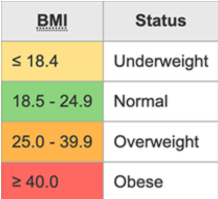 BMI Status
≤ 18.4 Underweight
18.5 - 24.9 Normal
25.0 - 39.9 Overweight
≥ 40.0 Obese